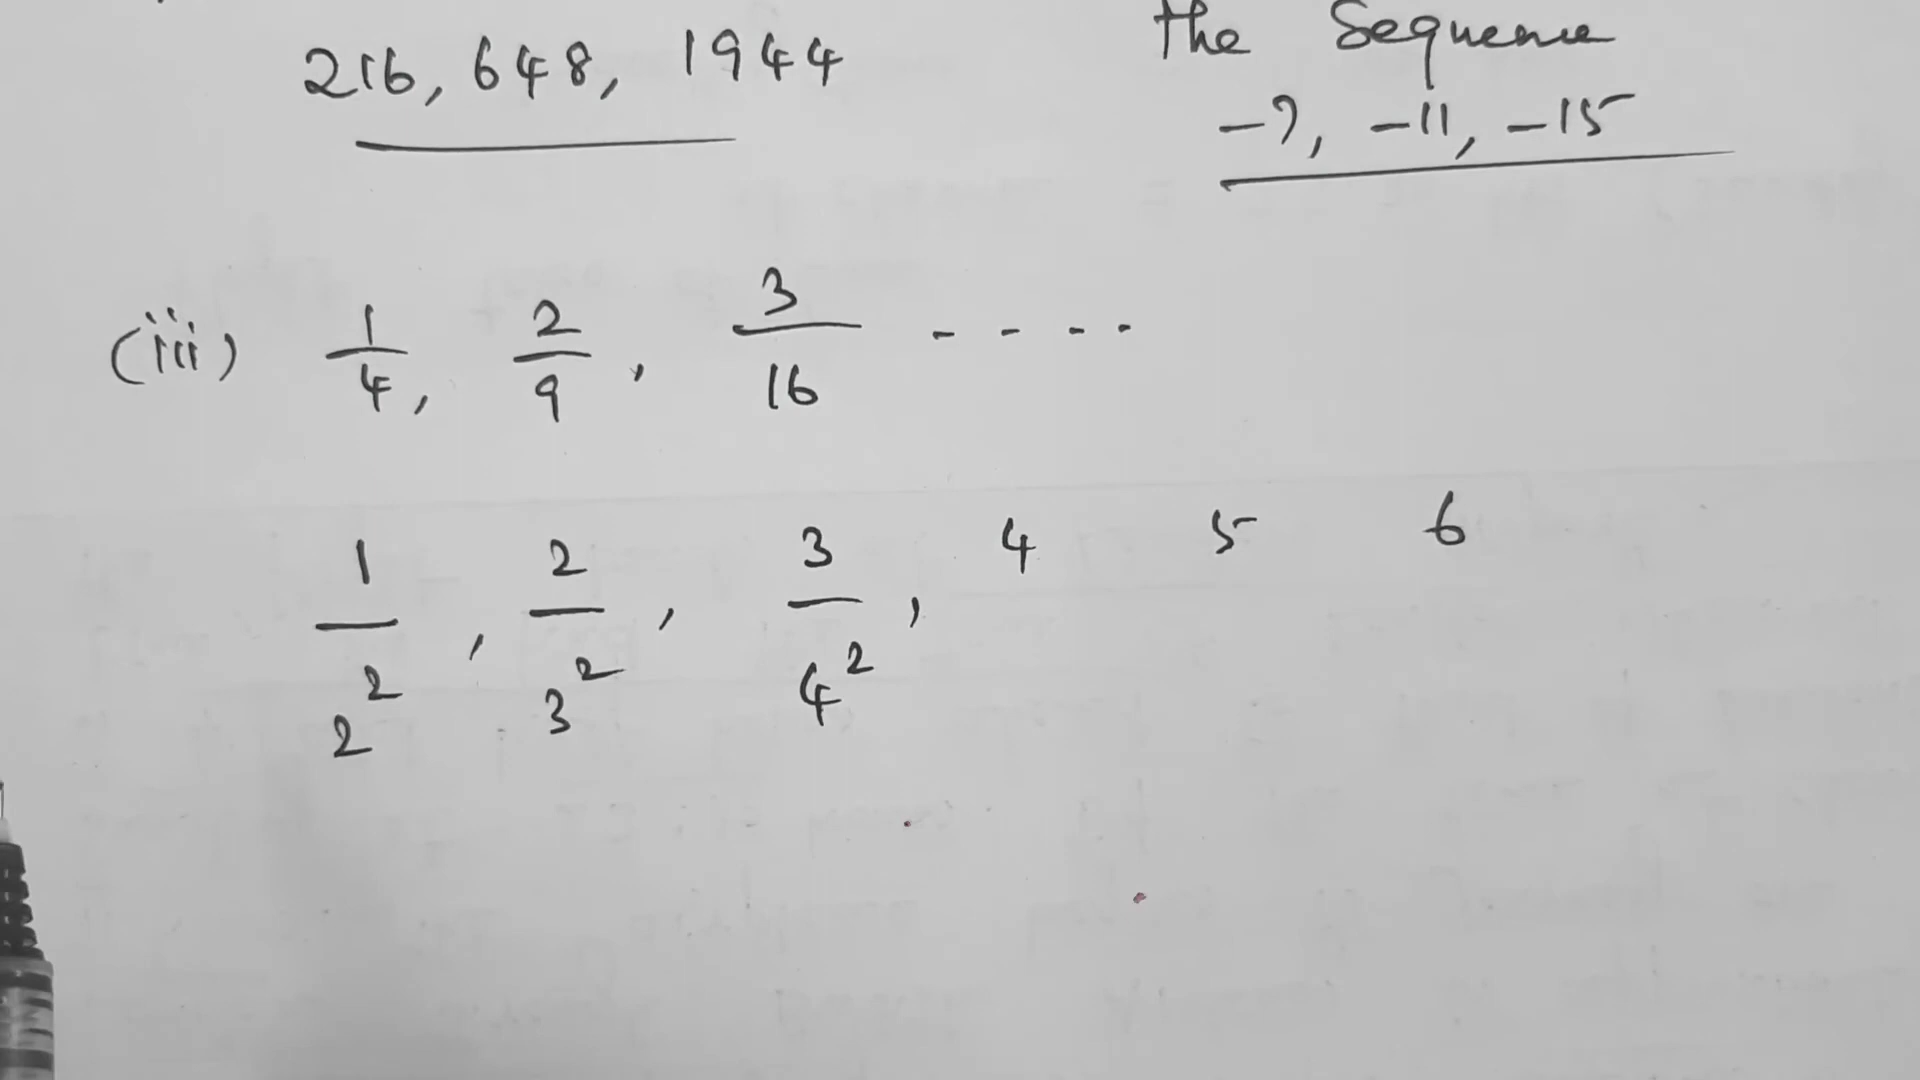 216, 648, 1944
the Sequence
-7, -11, -15
(iii) 1/4, 2/9, 3/16 - - - -
1/2², 2/3², 3/4², 4 5 6